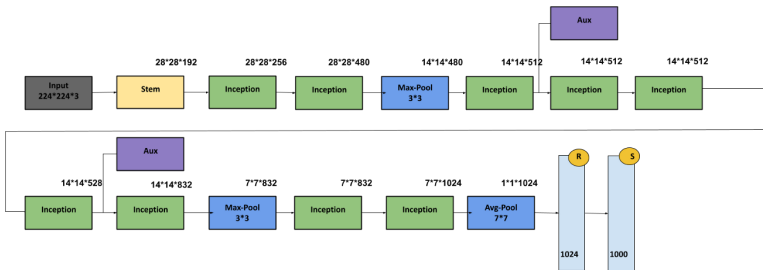 Aux
28*28*192
28*28*256
28*28*480
14*14*480
14*14*512
14*14*512
14*14*512
Input
224*224*3
Stem
Inception
Inception
Max-Pool
3*3
Inception
Inception
Inception
Aux
14*14*528
14*14*832
7*7*832
7*7*832
7*7*1024
1*1*1024
R
S
Inception
Inception
Max-Pool
3*3
Inception
Inception
Avg-Pool
7*7
1024
1000